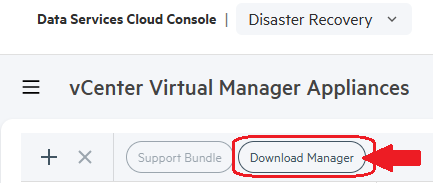 Data Services Cloud Console | Disaster Recovery
vCenter Virtual Manager Appliances
Support Bundle Download Manager